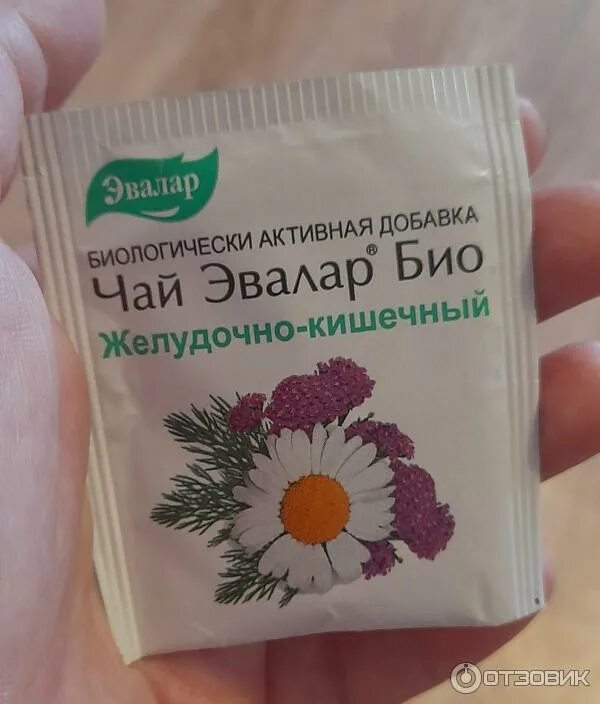 Эвалар
БИОЛОГИЧЕСКИ АКТИВНАЯ ДОБАВКА
Чай Эвалар® Био
Желудочно-кишечный
ОТЗОВИК